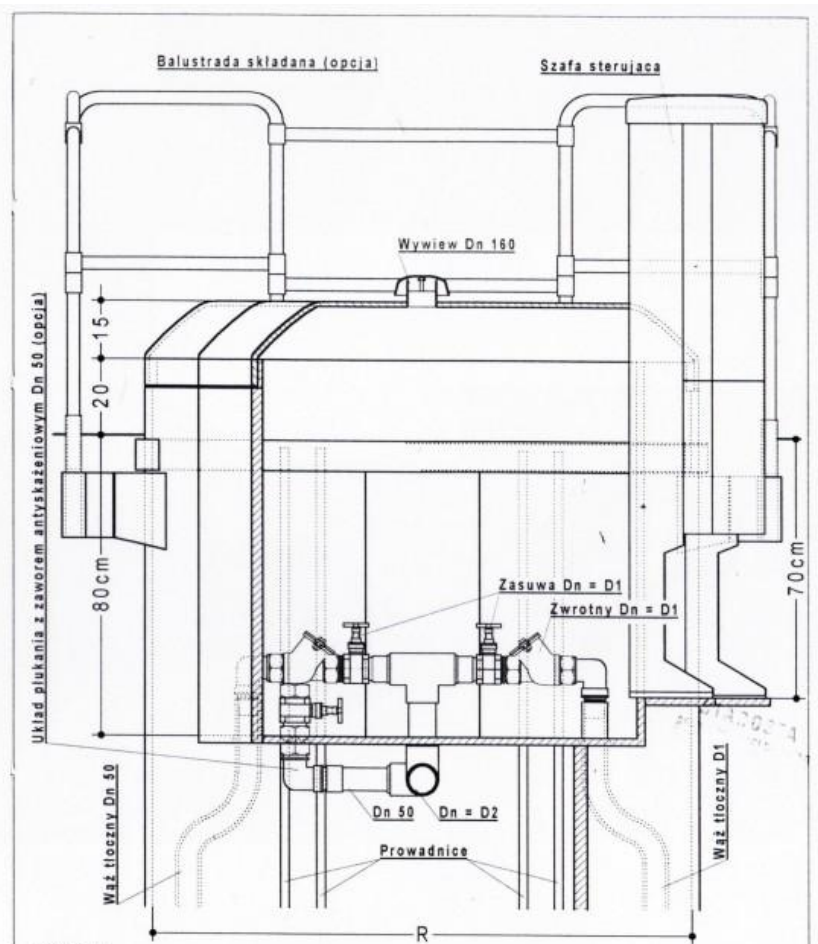 Balustrada składana (opcja)
Szafa sterujaca
Wywiew Dn 160
15
20
Układ płukania z zaworem antyskażeniowym Dn 50 (opcja)
80cm
70cm
Zasuwa Dn = D1
Zwrotny Dn = D1
Dn 50
Dn = D2
Prowadnice
Wąż tłoczny Dn 50
Wąż tłoczny D1
R